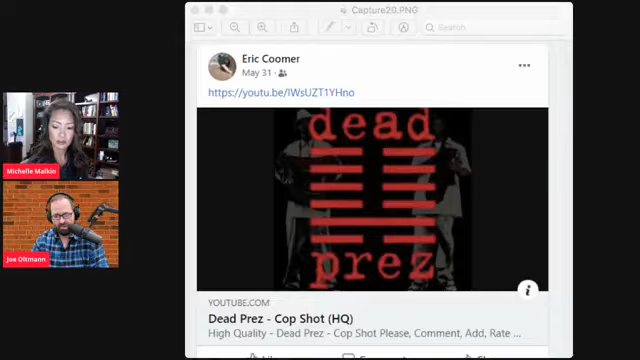 Capture20.PNG
Search
Eric Coomer
May 31 ·
https://youtu.be/IWsUZT1YHno
dead
prez
YOUTUBE.COM
Dead Prez - Cop Shot (HQ)
High Quality - Dead Prez - Cop Shot Please, Comment, Add, Rate ...
Michelle Malkin
Joe Oltmann